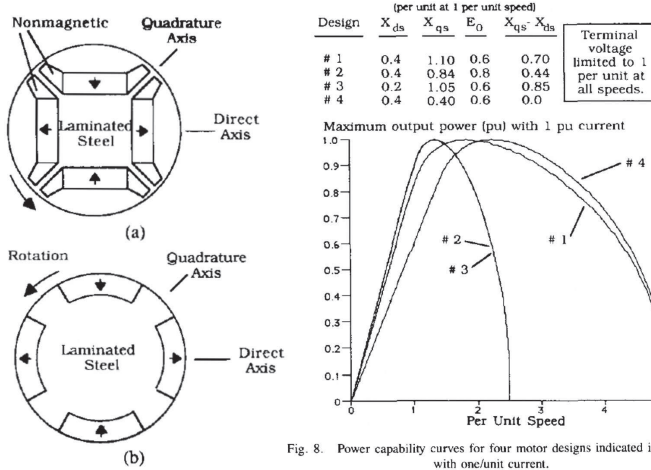 Nonmagnetic
Quadrature
Axis
Laminated
Steel
Direct
Axis
(a)
Rotation
Quadrature
Axis
Laminated
Steel
Direct
Axis
(b)
(per unit at 1 per unit speed)
Design X ds X qs E 0 X qs - X ds
# 1 0.4 1.10 0.6 0.70
# 2 0.4 0.84 0.8 0.44
# 3 0.2 1.05 0.6 0.85
# 4 0.4 0.40 0.6 0.0
Terminal
voltage
limited to 1
per unit at
all speeds.
Maximum output power (pu) with 1 pu current
1.0
0.9
0.8
0.7
0.6
0.5
0.4
0.3
0.2
0.1
0
# 4
# 1
# 2
# 3
0 1 2 3 4
Per Unit Speed
Fig. 8. Power capability curves for four motor designs indicated i
with one/unit current.